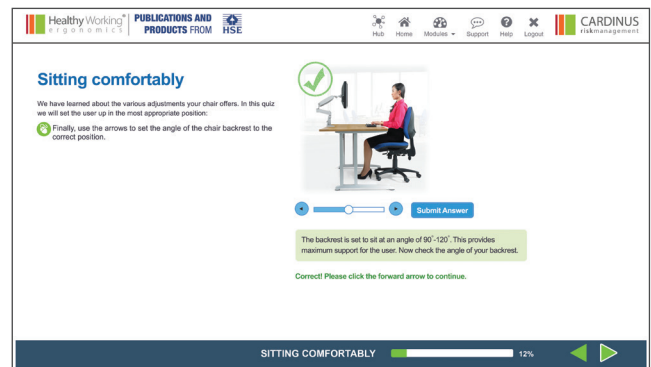 Healthy Working®
ergonomics
PUBLICATIONS AND
PRODUCTS FROM
HSE
Hub
Home
Modules
Support
Help
Logout
CARDINUS
riskmanagement
Sitting comfortably
We have learned about the various adjustments your chair offers. In this quiz
we will set the user up in the most appropriate position:
Finally, use the arrows to set the angle of the chair backrest to the
correct position.
Submit Answer
The backrest is set to sit at an angle of 90°-120°. This provides
maximum support for the user. Now check the angle of your backrest.
Correct! Please click the forward arrow to continue.
SITTING COMFORTABLY
12%